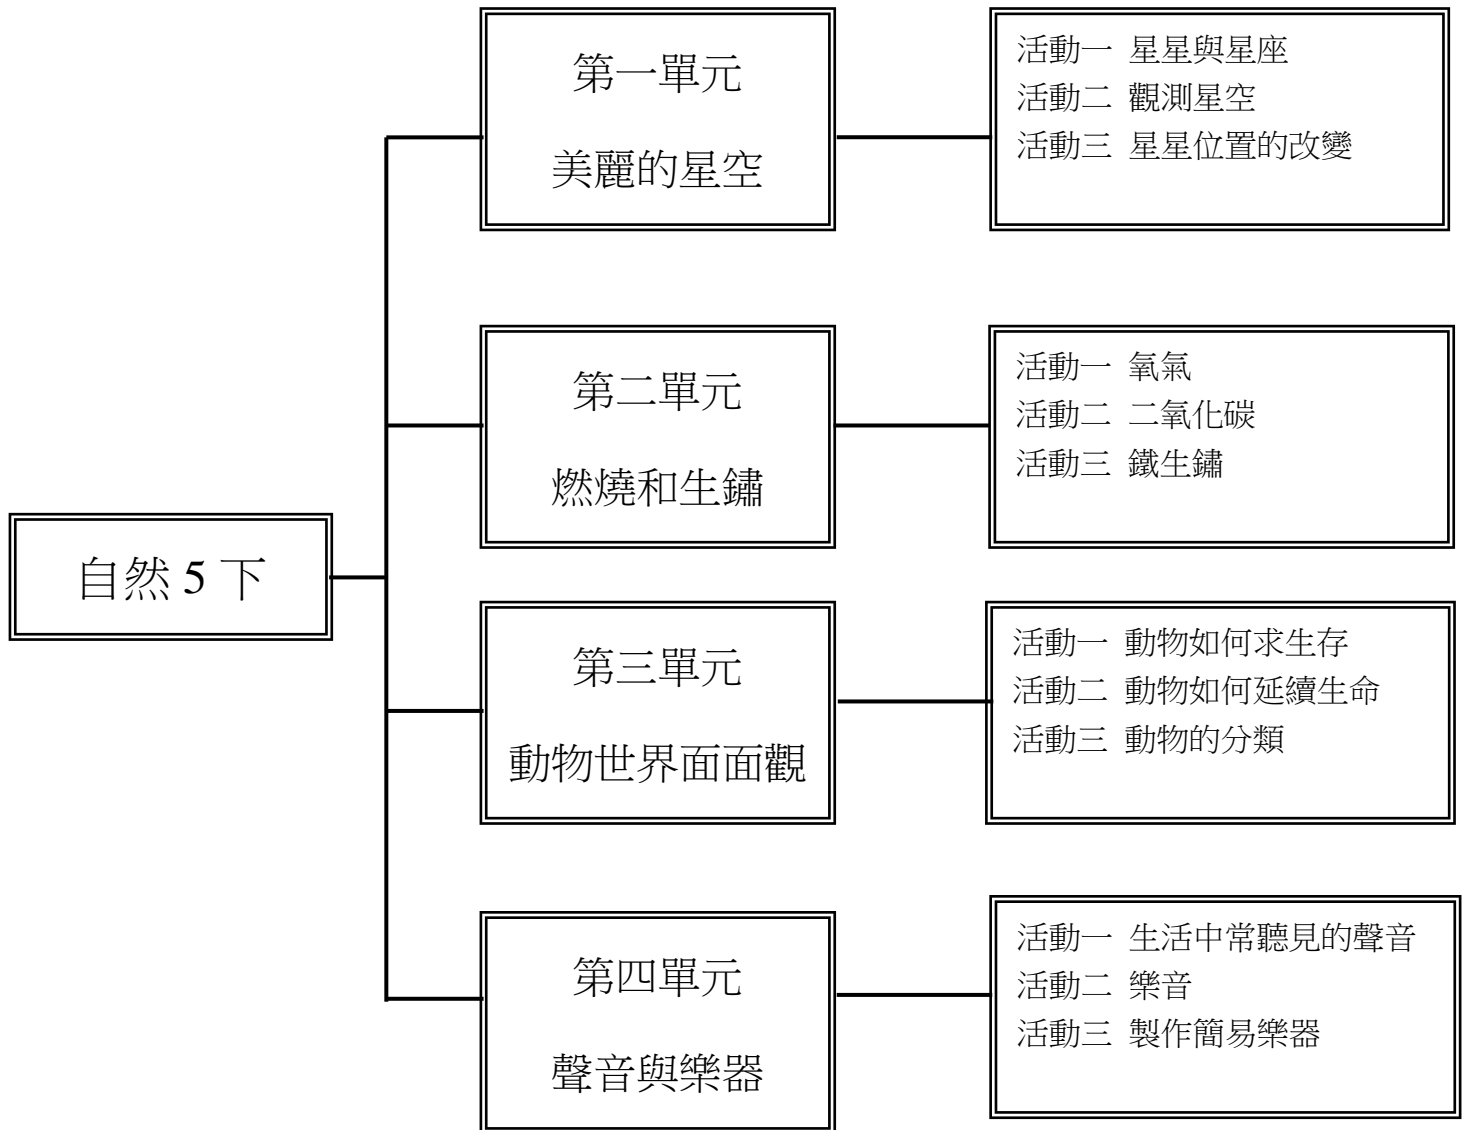 自然 5 下
第一單元
美麗的星空
活動一 星星與星座
活動二 觀測星空
活動三 星星位置的改變
第二單元
燃燒和生鏽
活動一 氧氣
活動二 二氧化碳
活動三 鐵生鏽
第三單元
動物世界面面觀
活動一 動物如何求生存
活動二 動物如何延續生命
活動三 動物的分類
第四單元
聲音與樂器
活動一 生活中常聽見的聲音
活動二 樂音
活動三 製作簡易樂器